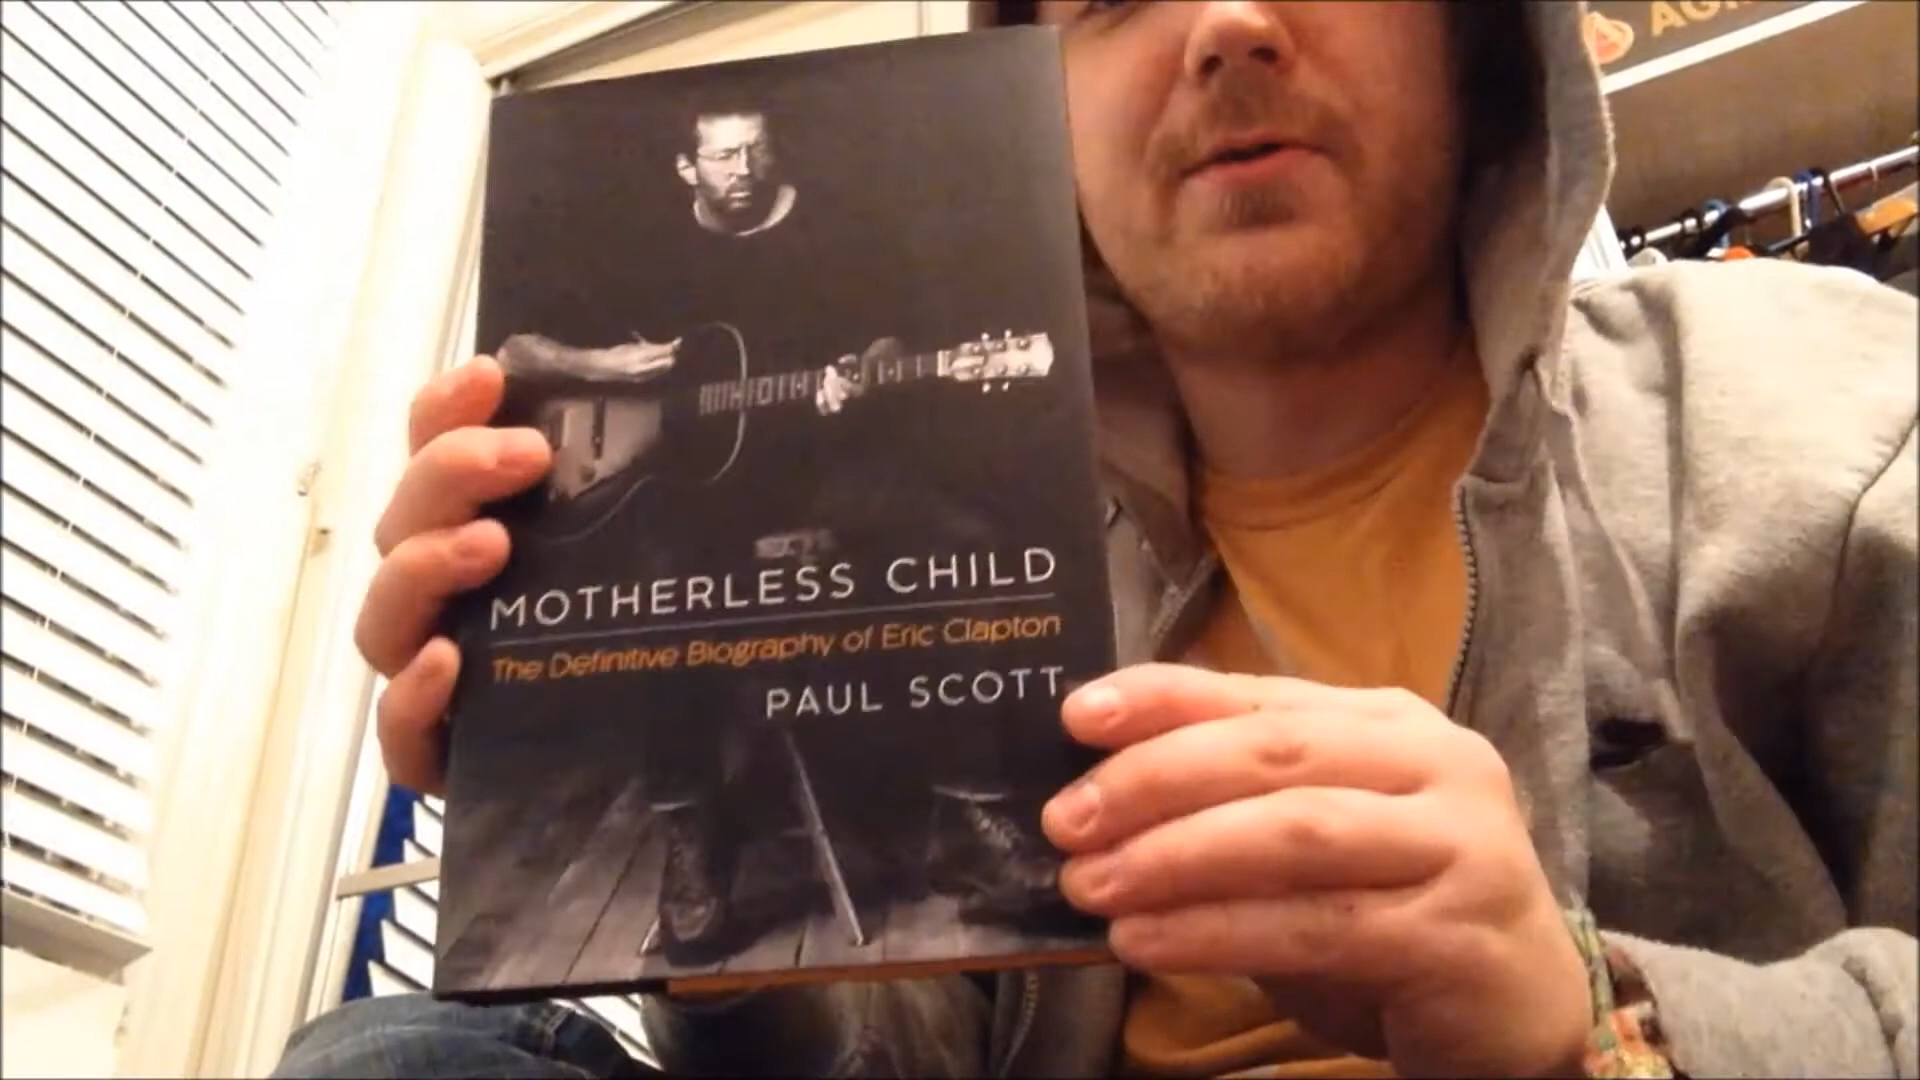 MOTHERLESS CHILD
The Definitive Biography of Eric Clapton
PAUL SCOTT